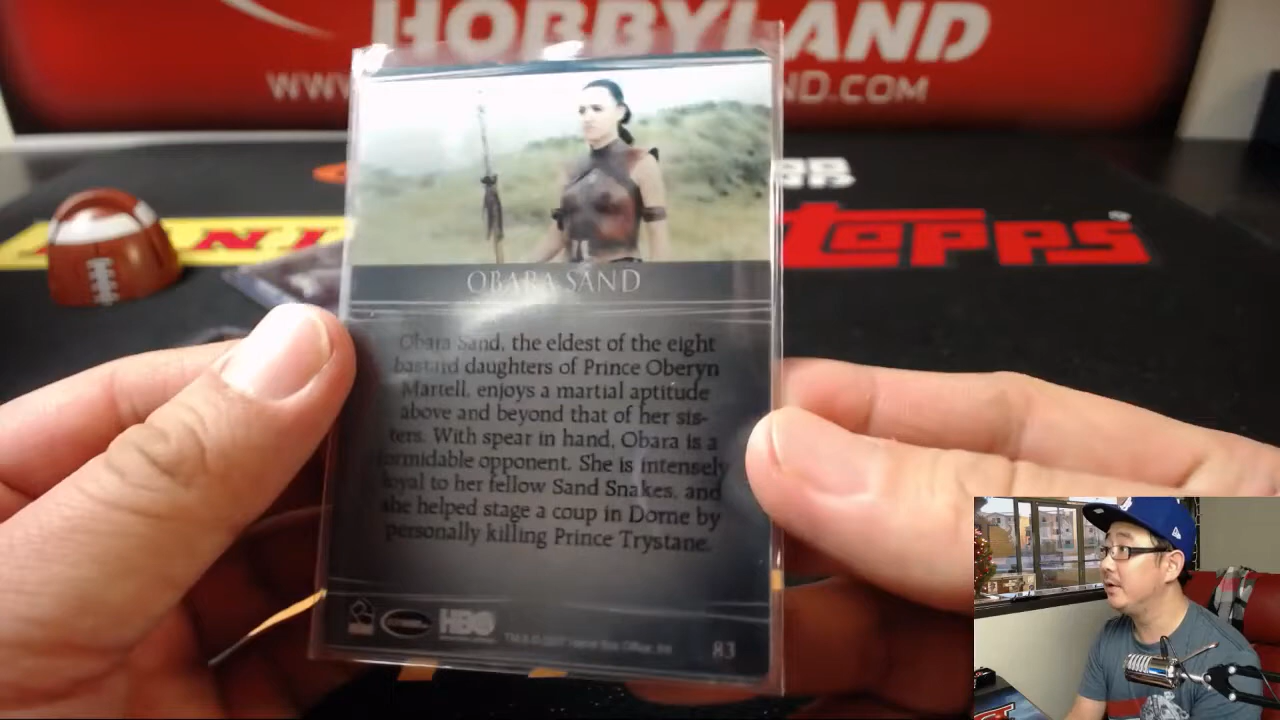 HOBBYLAND
OBARA SAND
Obara Sand, the eldest of the eight
bastard daughters of Prince Oberyn
Martell, enjoys a martial aptitude
above and beyond that of her sis-
ters. With spear in hand, Obara is a
formidable opponent. She is intensely
loyal to her fellow Sand Snakes, and
she helped stage a coup in Dorne by
personally killing Prince Trystane.
HBO
83
topps